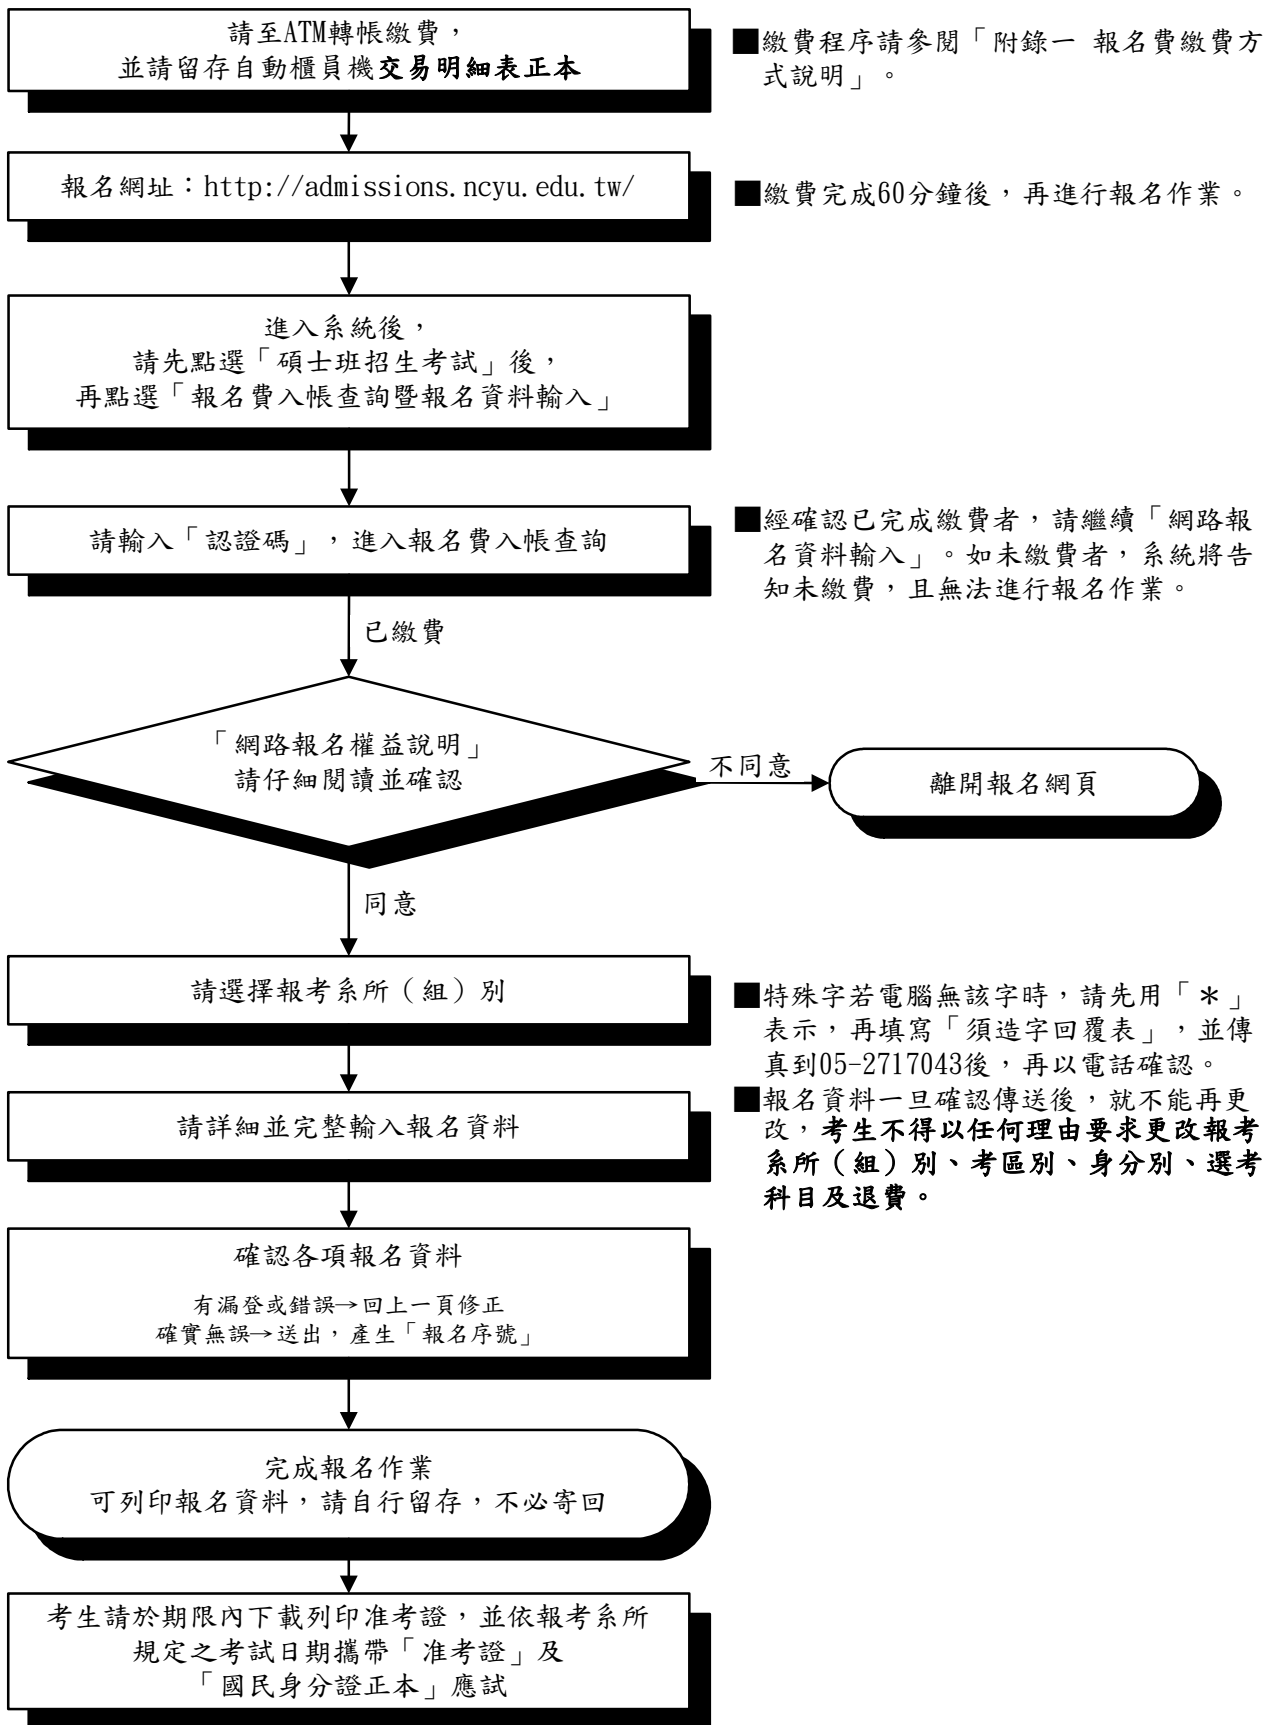 請至ATM轉帳繳費，
並請留存自動櫃員機交易明細表正本
■繳費程序請參閱「附錄一 報名費繳費方
式說明」。
報名網址：http://admissions.ncyu.edu.tw/
■繳費完成60分鐘後，再進行報名作業。
進入系統後，
請先點選「碩士班招生考試」後，
再點選「報名費入帳查詢暨報名資料輸入」
請輸入「認證碼」，進入報名費入帳查詢
■經確認已完成繳費者，請繼續「網路報
名資料輸入」。如未繳費者，系統將告
知未繳費，且無法進行報名作業。
已繳費
「網路報名權益說明」
請仔細閱讀並確認
不同意
離開報名網頁
同意
請選擇報考系所（組）別
■特殊字若電腦無該字時，請先用「＊」
表示，再填寫「須造字回覆表」，並傳
真到05-2717043後，再以電話確認。
■報名資料一旦確認傳送後，就不能再更
改，考生不得以任何理由要求更改報考
系所（組）別、考區別、身分別、選考
科目及退費。
請詳細並完整輸入報名資料
確認各項報名資料
有漏登或錯誤→回上一頁修正
確實無誤→送出，產生「報名序號」
完成報名作業
可列印報名資料，請自行留存，不必寄回
考生請於期限內下載列印准考證，並依報考系所
規定之考試日期攜帶「准考證」及
「國民身分證正本」應試